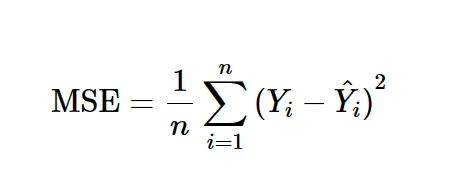 MSE = \frac{1}{n} \sum_{i=1}^{n} (Y_i - \hat{Y}_i)^2